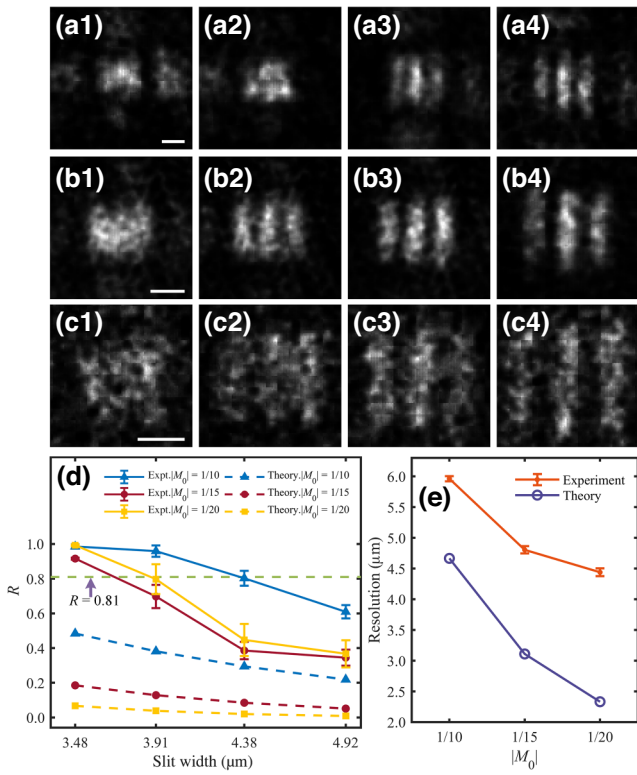 (a1) (a2) (a3) (a4)
(b1) (b2) (b3) (b4)
(c1) (c2) (c3) (c4)
(d)
Expt.|M0| = 1/10 Theory.|M0| = 1/10
Expt.|M0| = 1/15 Theory.|M0| = 1/15
Expt.|M0| = 1/20 Theory.|M0| = 1/20
1.0
0.8
0.6
0.4
0.2
0.0
R
R = 0.81
3.48 3.91 4.38 4.92
Slit width (μm)
(e)
Experiment
Theory
6.0
5.5
5.0
4.5
4.0
3.5
3.0
2.5
2.0
Resolution (μm)
1/10 1/15 1/20
|M0|